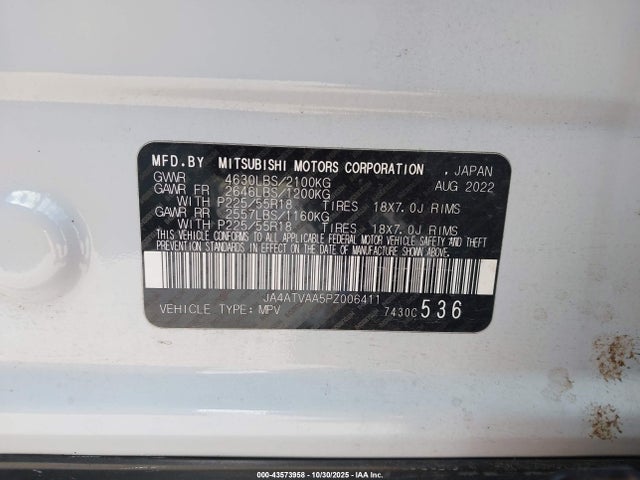 MFD.BY MITSUBISHI MOTORS CORPORATION , JAPAN
GVWR 4630LBS/2100KG AUG 2022
GAWR FR 2646LBS/1200KG
WITH P225/55R18 TIRES 18X7.0J RIMS
GAWR RR 2557LBS/1160KG
WITH P225/55R18 TIRES 18X7.0J RIMS
THIS VEHICLE CONFORMS TO ALL APPLICABLE FEDERAL MOTOR VEHICLE SAFETY AND THEFT
PREVENTION STANDARDS IN EFFECT ON THE DATE OF MANUFACTURE SHOWN ABOVE.
JA4ATVAA5PZ006411
VEHICLE TYPE: MPV 7430C 536
000-43573958 - 10/30/2025 - IAA Inc.